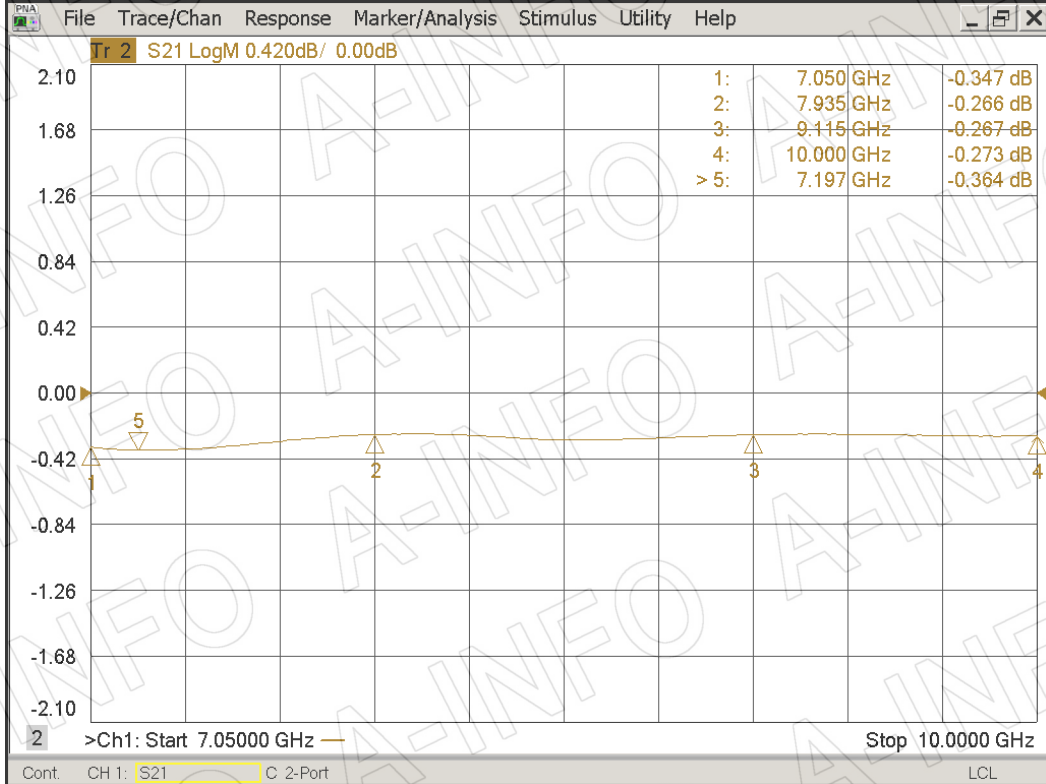 PNA File Trace/Chan Response Marker/Analysis Stimulus Utility Help
Tr 2 S21 LogM 0.420dB/ 0.00dB
1: 7.050 GHz -0.347 dB
2: 7.935 GHz -0.266 dB
3: 9.115 GHz -0.267 dB
4: 10.000 GHz -0.273 dB
> 5: 7.197 GHz -0.364 dB
2.10
1.68
1.26
0.84
0.42
0.00
-0.42
-0.84
-1.26
-1.68
-2.10
5
1
2
3
4
2 >Ch1: Start 7.05000 GHz — Stop 10.0000 GHz
Cont. CH 1: S21 C 2-Port LCL
A-INFO
A-INFO
A-INFO
A-INFO
A-INFO
A-INFO